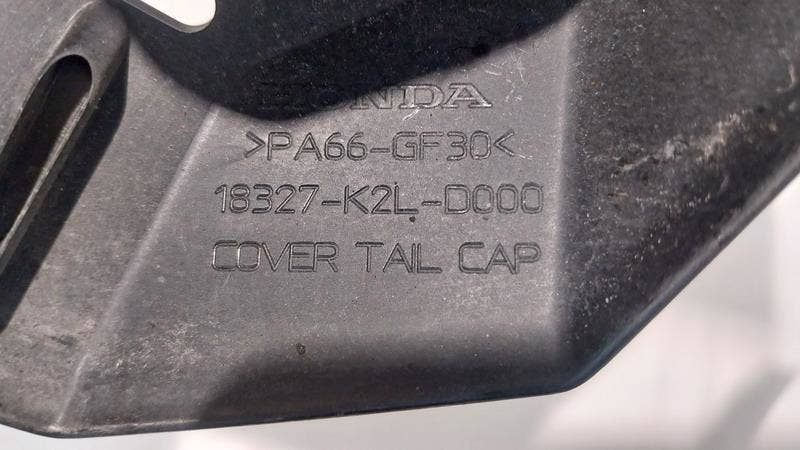 HONDA
>PA66-GF30<
18327-K2L-D000
COVER TAIL CAP